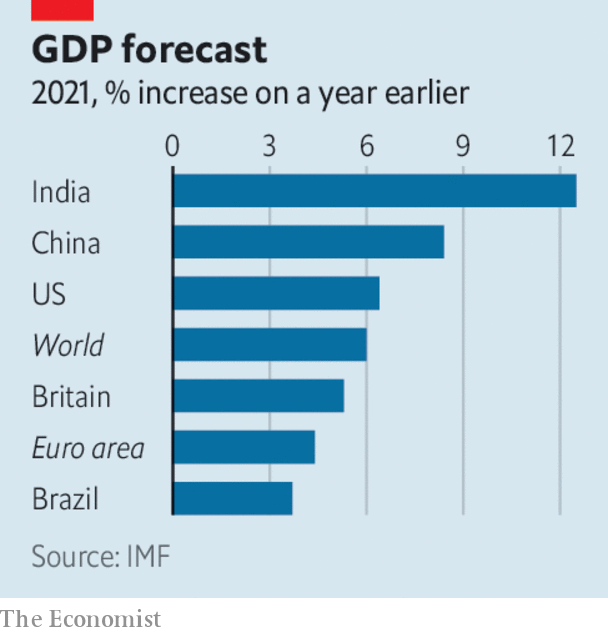 GDP forecast
2021, % increase on a year earlier
0 3 6 9 12
India
China
US
World
Britain
Euro area
Brazil
Source: IMF
The Economist